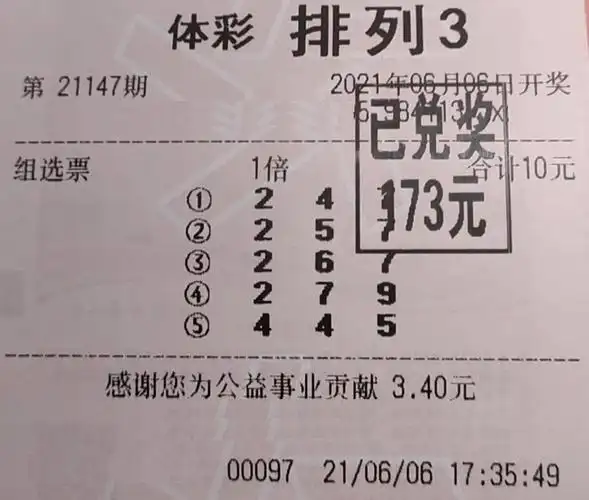 体彩 排列3
第 21147期 2021年06月06日开奖
已兑奖
组选票 1倍 合计10元
173元
① 2 4
② 2 5 7
③ 2 6 7
④ 2 7 9
⑤ 4 4 5
感谢您为公益事业贡献 3.40元
00097 21/06/06 17:35:49